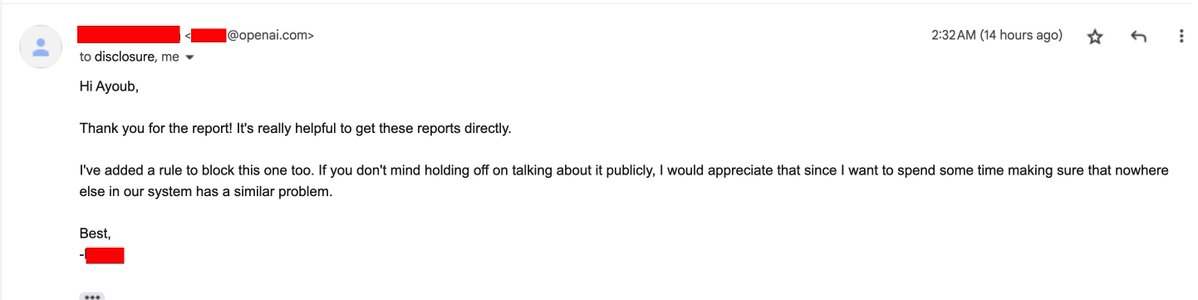 <@openai.com>
2:32 AM (14 hours ago)
to disclosure, me
Hi Ayoub,
Thank you for the report! It's really helpful to get these reports directly.
I've added a rule to block this one too. If you don't mind holding off on talking about it publicly, I would appreciate that since I want to spend some time making sure that nowhere
else in our system has a similar problem.
Best,
-